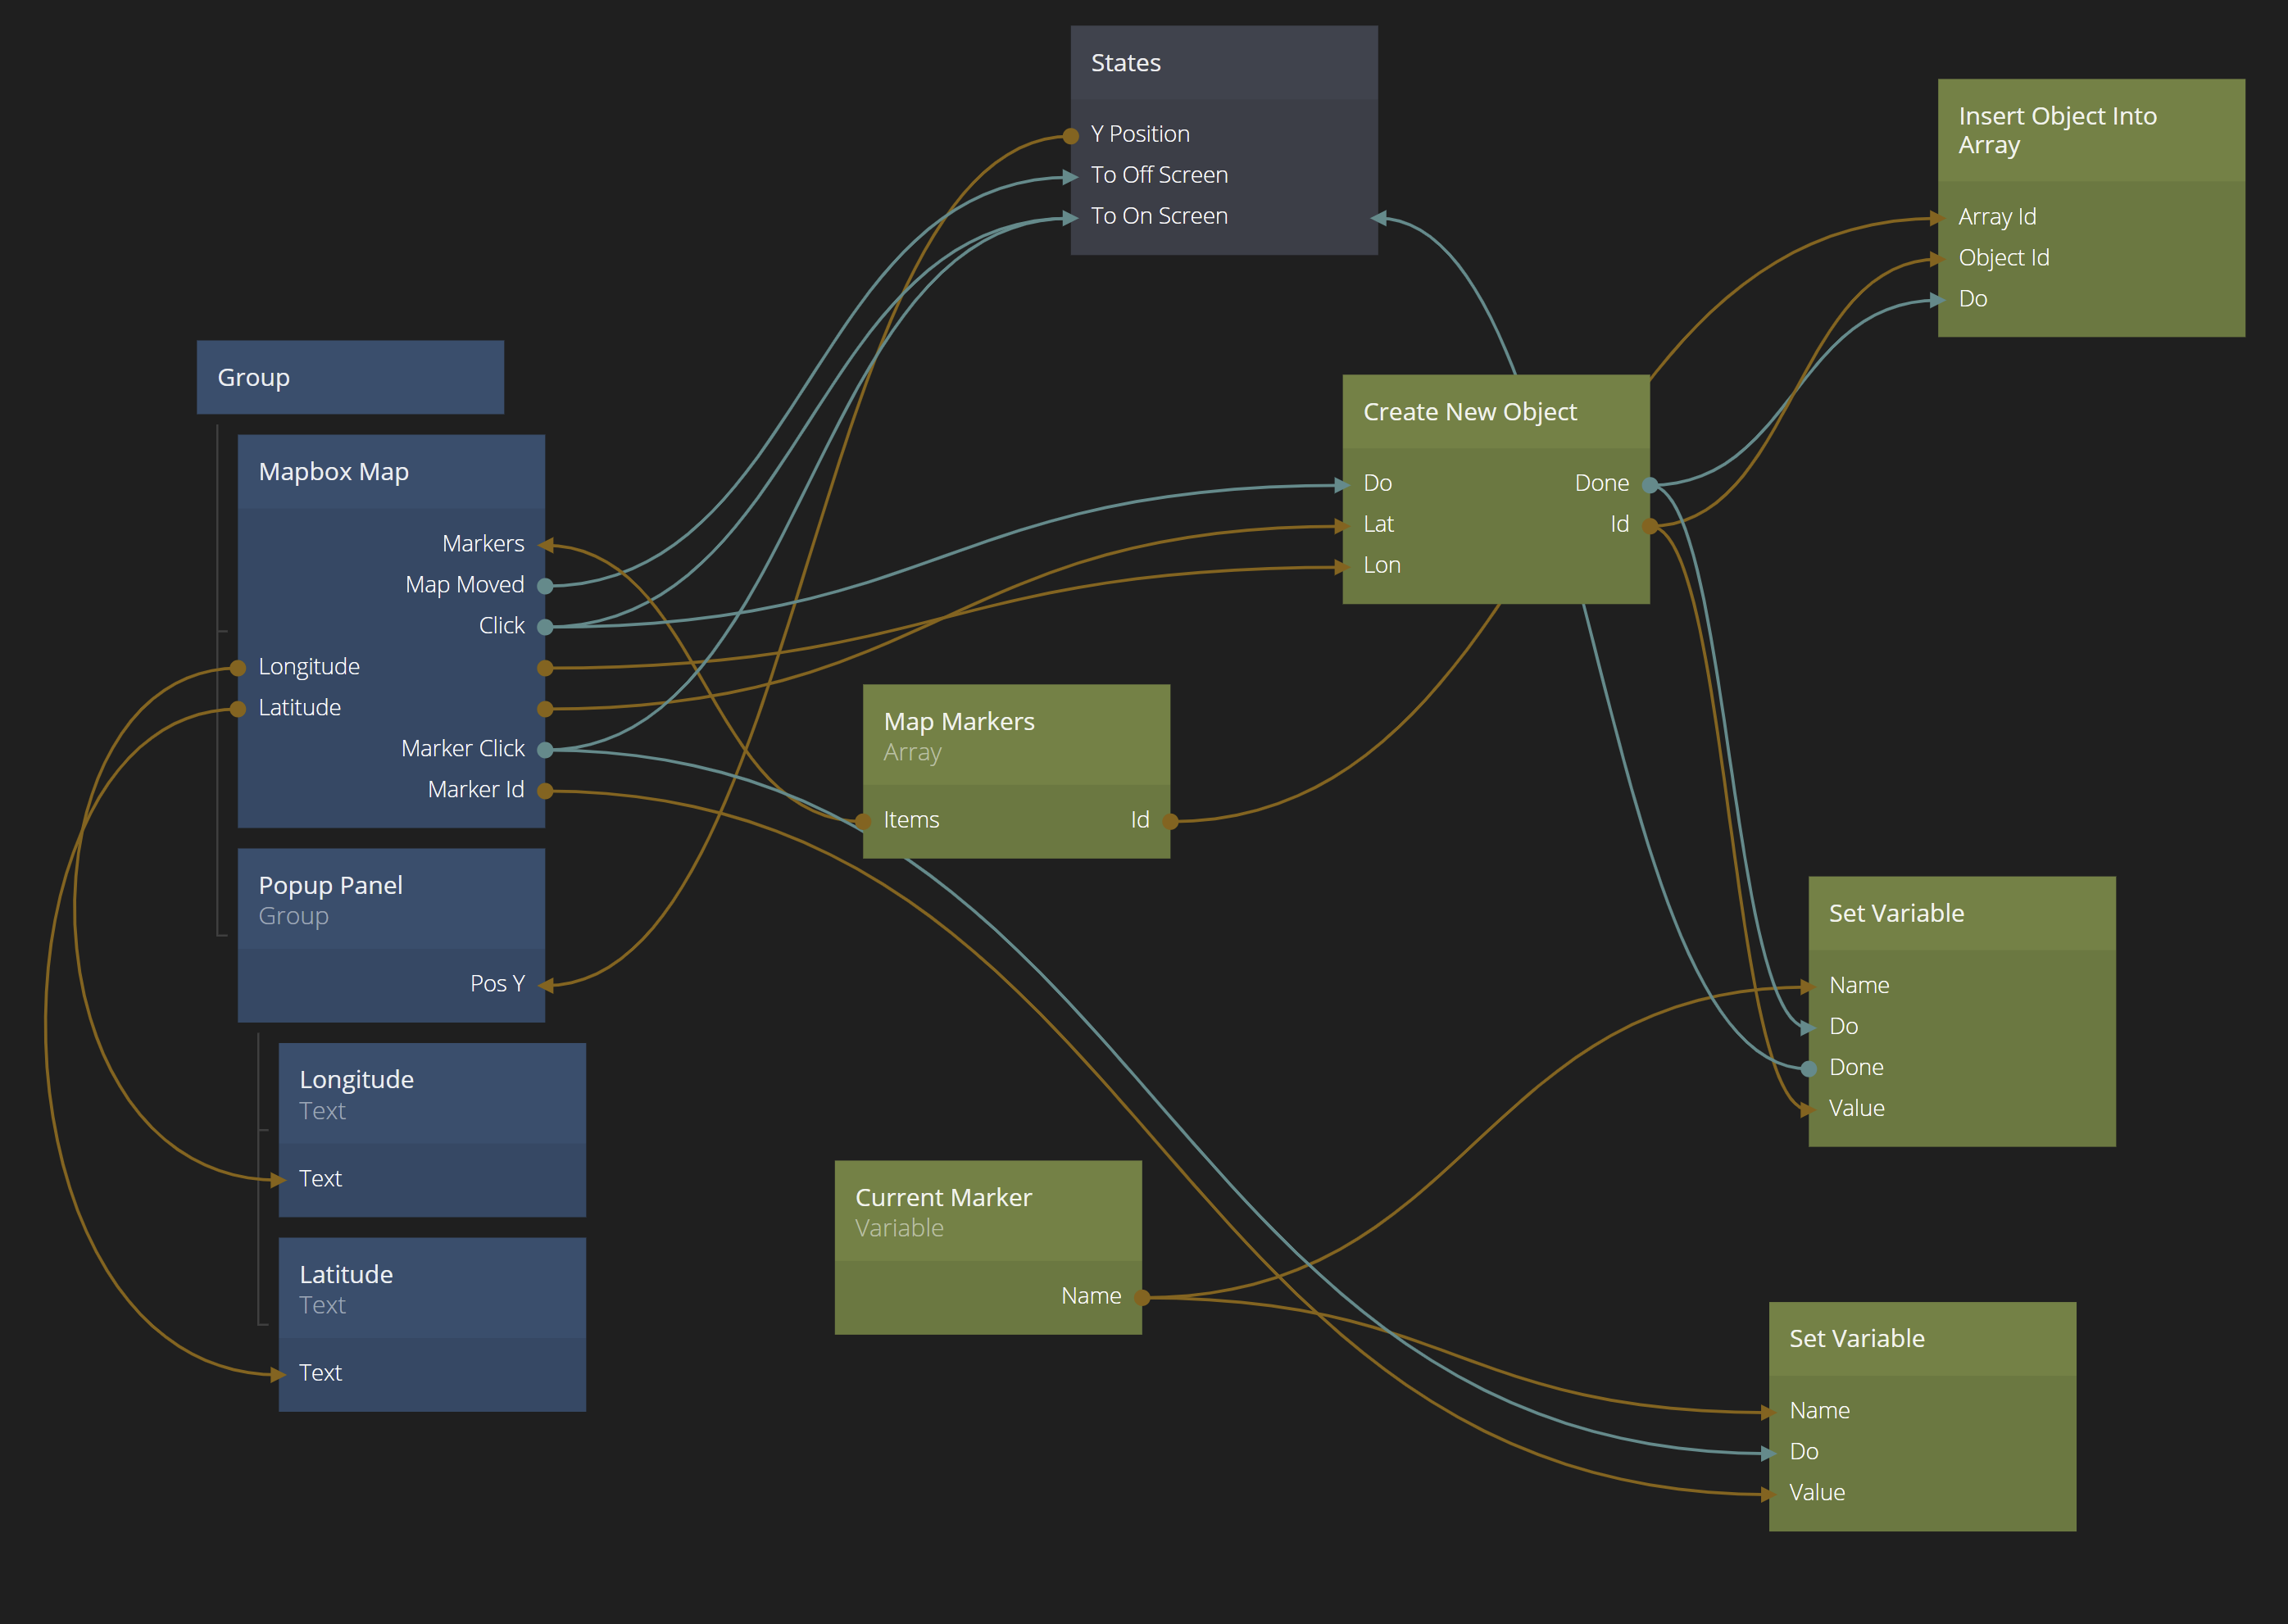 States
Y Position
To Off Screen
To On Screen
Insert Object Into
Array
Array Id
Object Id
Do
Group
Mapbox Map
Markers
Map Moved
Click
Longitude
Latitude
Marker Click
Marker Id
Create New Object
Do Done
Lat Id
Lon
Map Markers
Array
Items Id
Popup Panel
Group
Pos Y
Longitude
Text
Text
Latitude
Text
Text
Set Variable
Name
Do
Done
Value
Current Marker
Variable
Name
Set Variable
Name
Do
Value